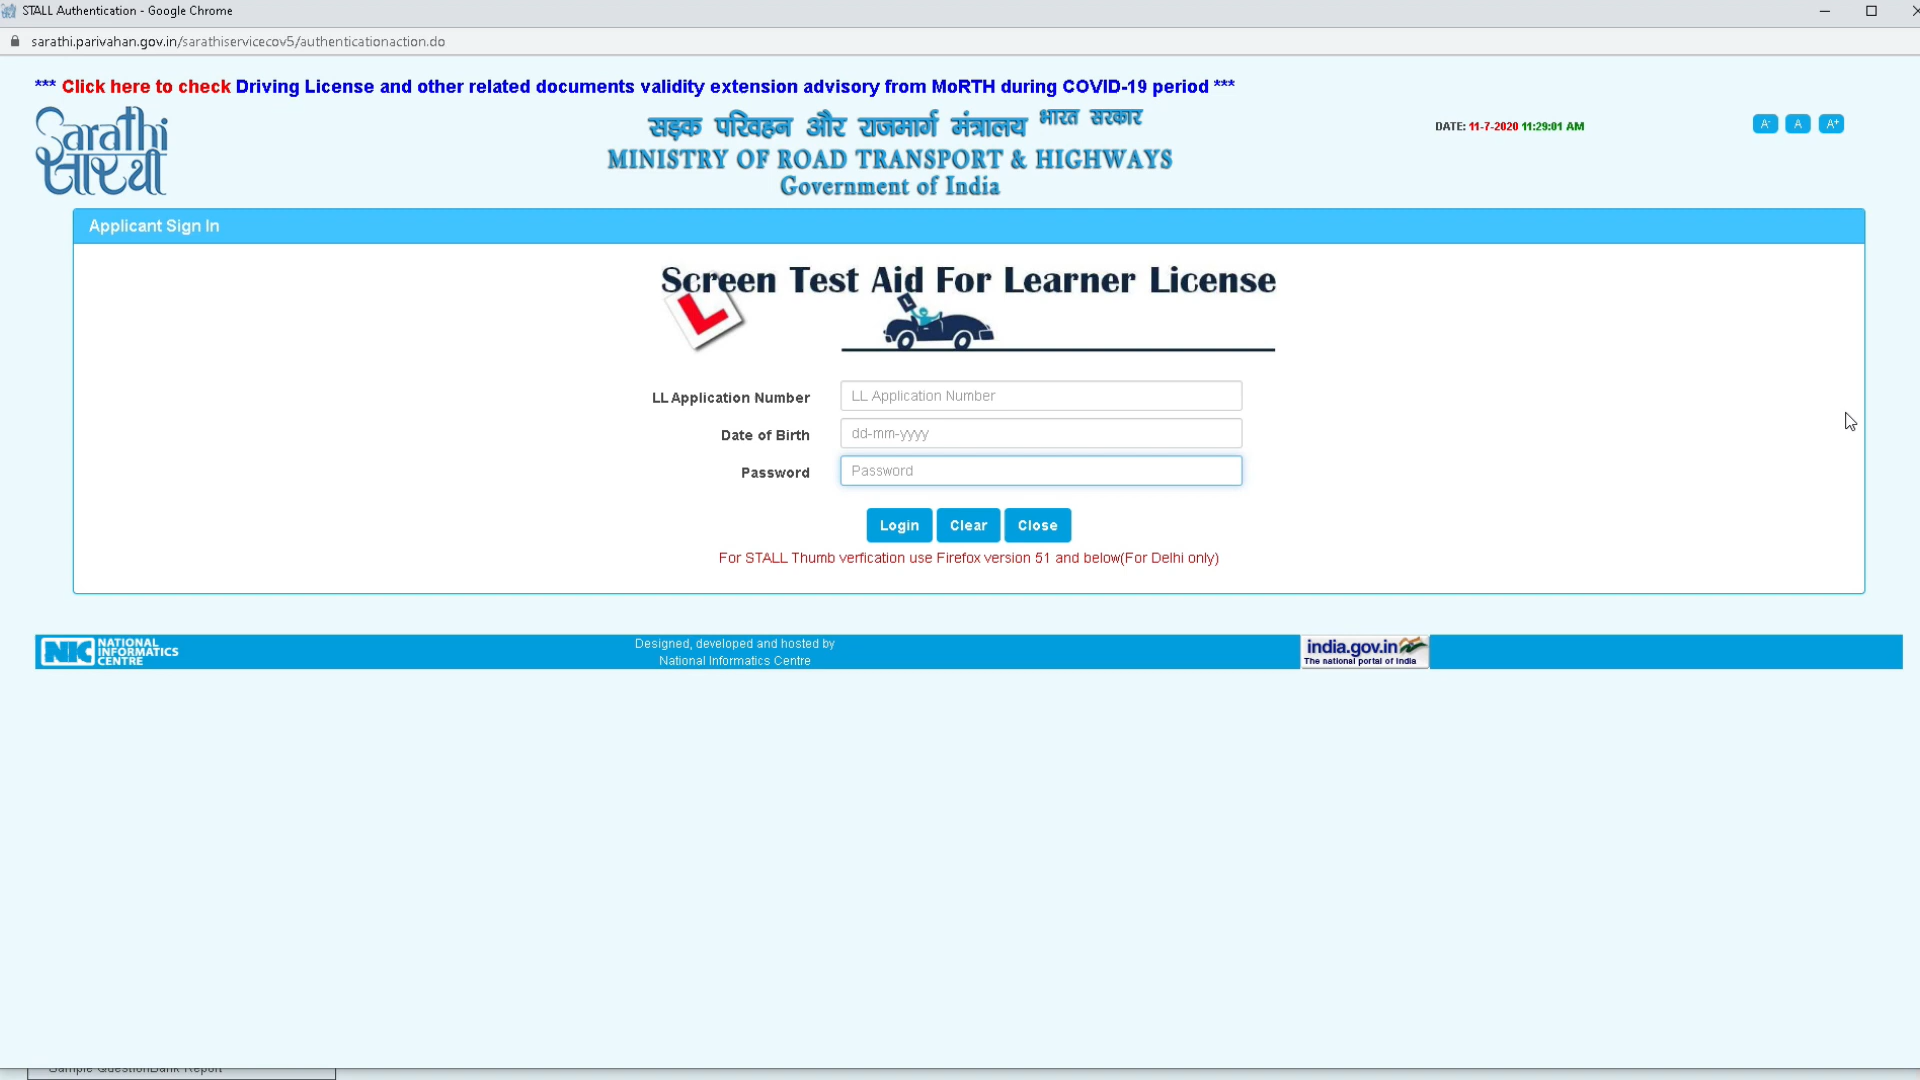 STALL Authentication - Google Chrome
sarathi.parivahan.gov.in/sarathiservicecov5/authenticationaction.do
*** Click here to check Driving License and other related documents validity extension advisory from MoRTH during COVID-19 period ***
Sarathi
सारथी
सड़क परिवहन और राजमार्ग मंत्रालय भारत सरकार
MINISTRY OF ROAD TRANSPORT & HIGHWAYS
Government of India
DATE: 11-7-2020 11:29:01 AM
A- A A+
Applicant Sign In
Screen Test Aid For Learner License
L
L
LL Application Number LL Application Number
Date of Birth dd-mm-yyyy
Password Password
Login Clear Close
For STALL Thumb verfication use Firefox version 51 and below(For Delhi only)
NIC NATIONAL INFORMATICS CENTRE
Designed, developed and hosted by
National Informatics Centre
india.gov.in
The national portal of India
Sample QuestionBank Report